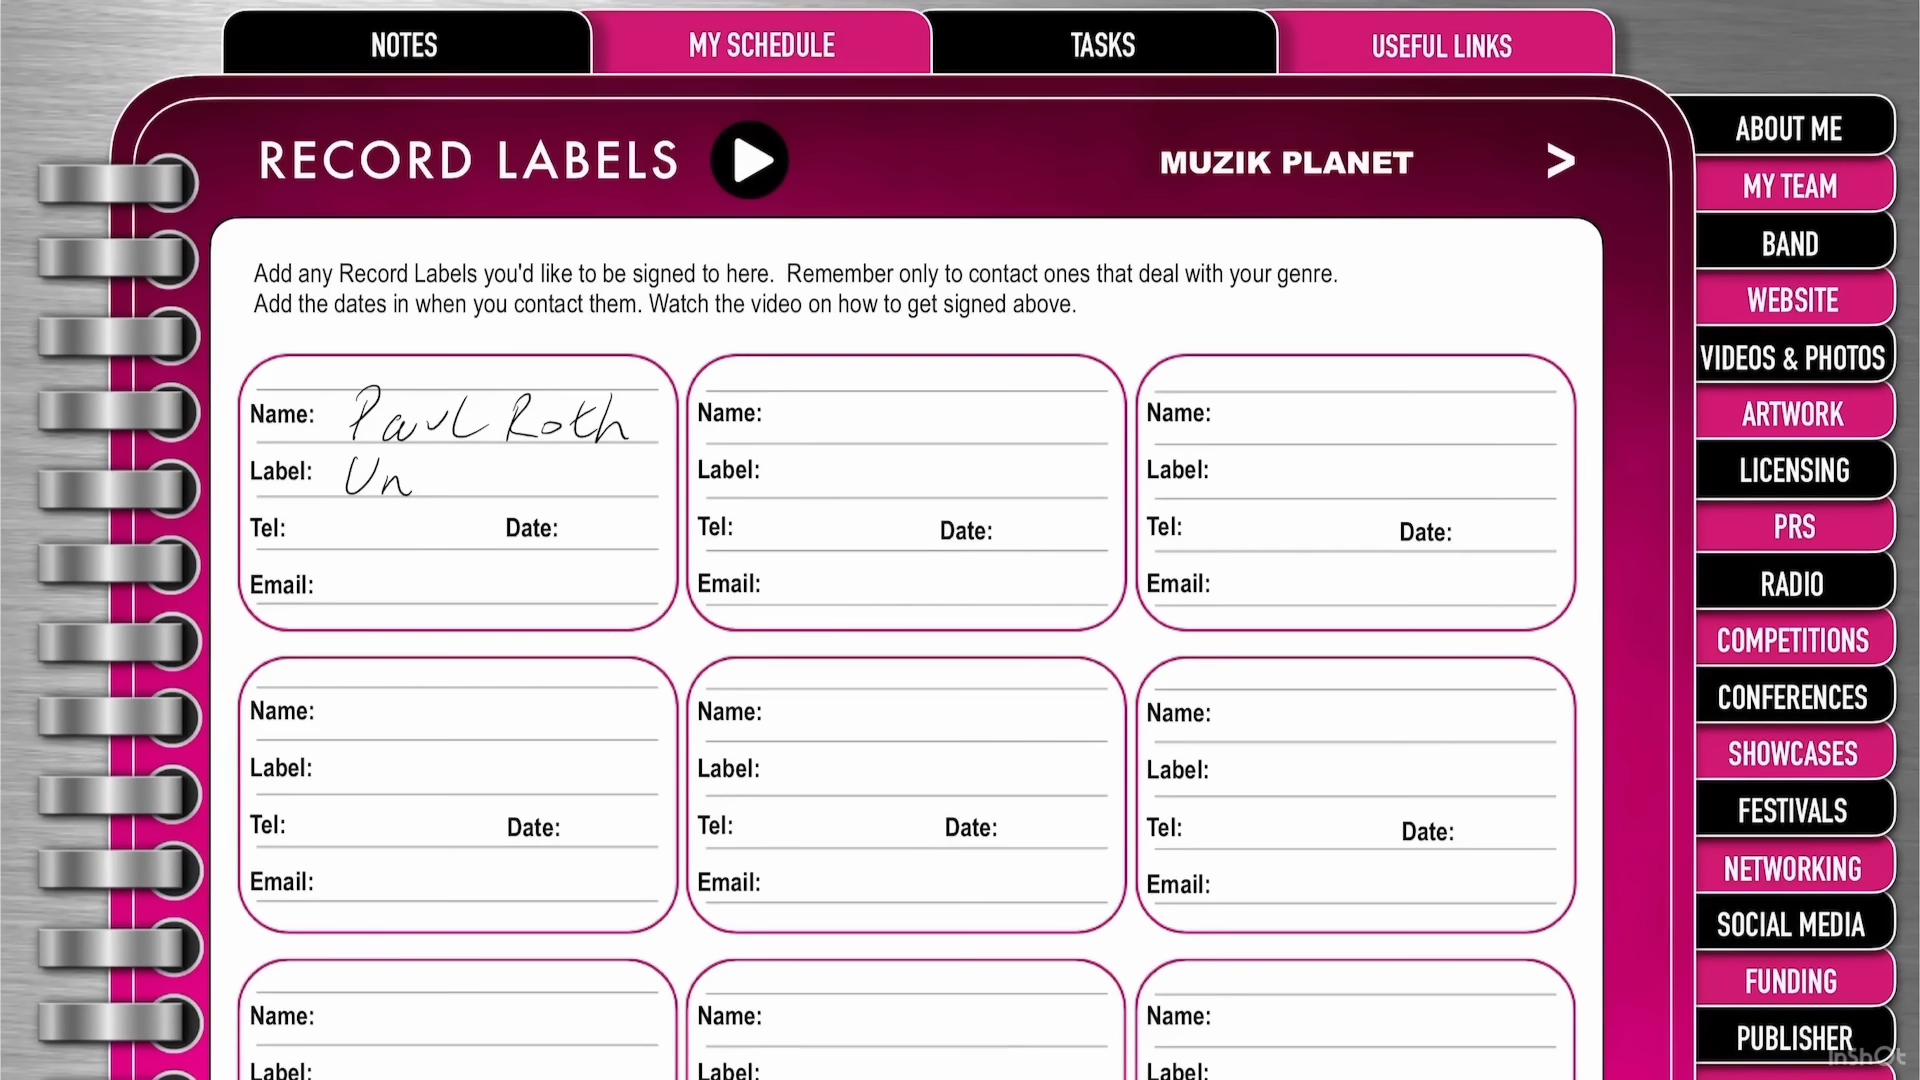 NOTES
MY SCHEDULE
TASKS
USEFUL LINKS
RECORD LABELS
MUZIK PLANET
>
Add any Record Labels you'd like to be signed to here. Remember only to contact ones that deal with your genre.
Add the dates in when you contact them. Watch the video on how to get signed above.
Name: Paul Roth
Label: Un
Tel: Date:
Email:
Name:
Label:
Tel: Date:
Email:
Name:
Label:
Tel: Date:
Email:
Name:
Label:
Tel: Date:
Email:
Name:
Label:
Tel: Date:
Email:
Name:
Label:
Tel: Date:
Email:
Name:
Label:
Name:
Label:
Name:
Label:
ABOUT ME
MY TEAM
BAND
WEBSITE
VIDEOS & PHOTOS
ARTWORK
LICENSING
PRS
RADIO
COMPETITIONS
CONFERENCES
SHOWCASES
FESTIVALS
NETWORKING
SOCIAL MEDIA
FUNDING
PUBLISHER
InShOt